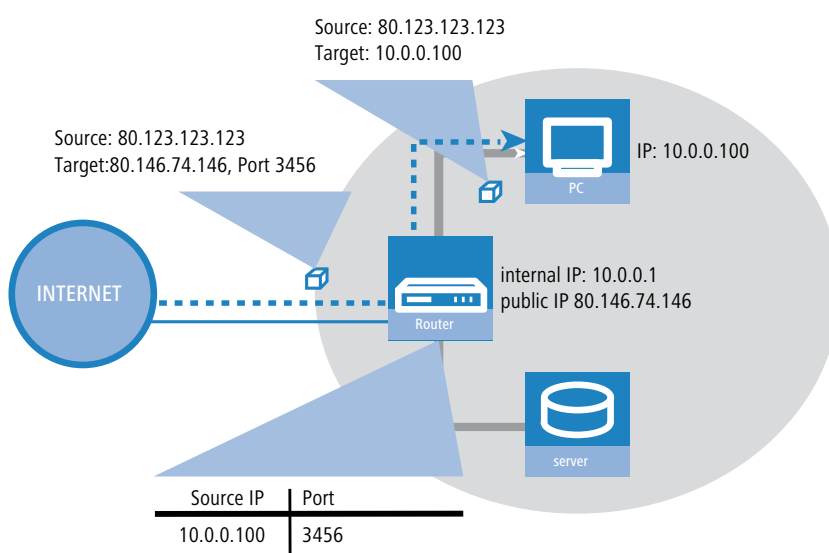 Source: 80.123.123.123
Target: 10.0.0.100
Source: 80.123.123.123
Target:80.146.74.146, Port 3456
IP: 10.0.0.100
PC
INTERNET
internal IP: 10.0.0.1
public IP 80.146.74.146
Router
server
Source IP Port
10.0.0.100 3456